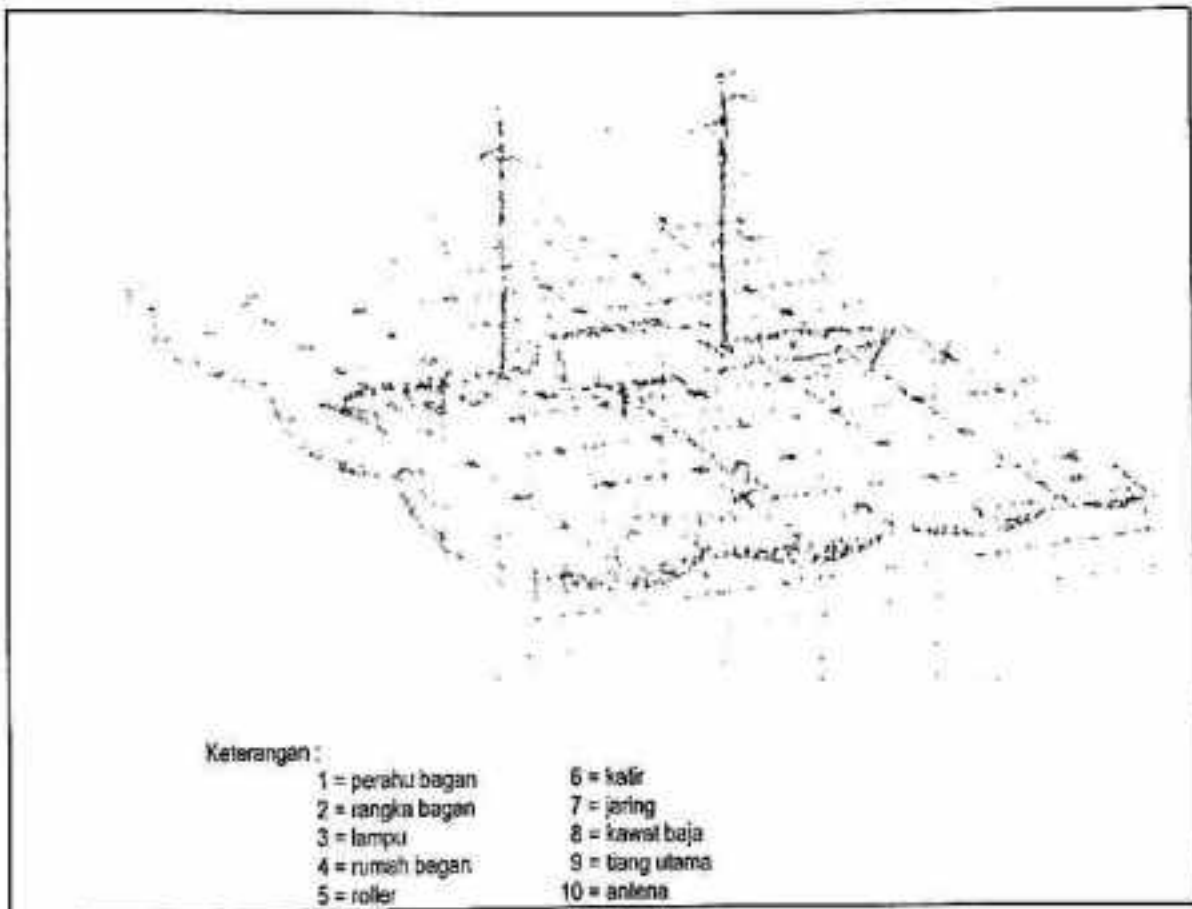 Keterangan :
1 = perahu bagan
2 = rangka bagan
3 = lampu
4 = rumah bagan
5 = roller
6 = katir
7 = jaring
8 = kawat baja
9 = tiang utama
10 = antena